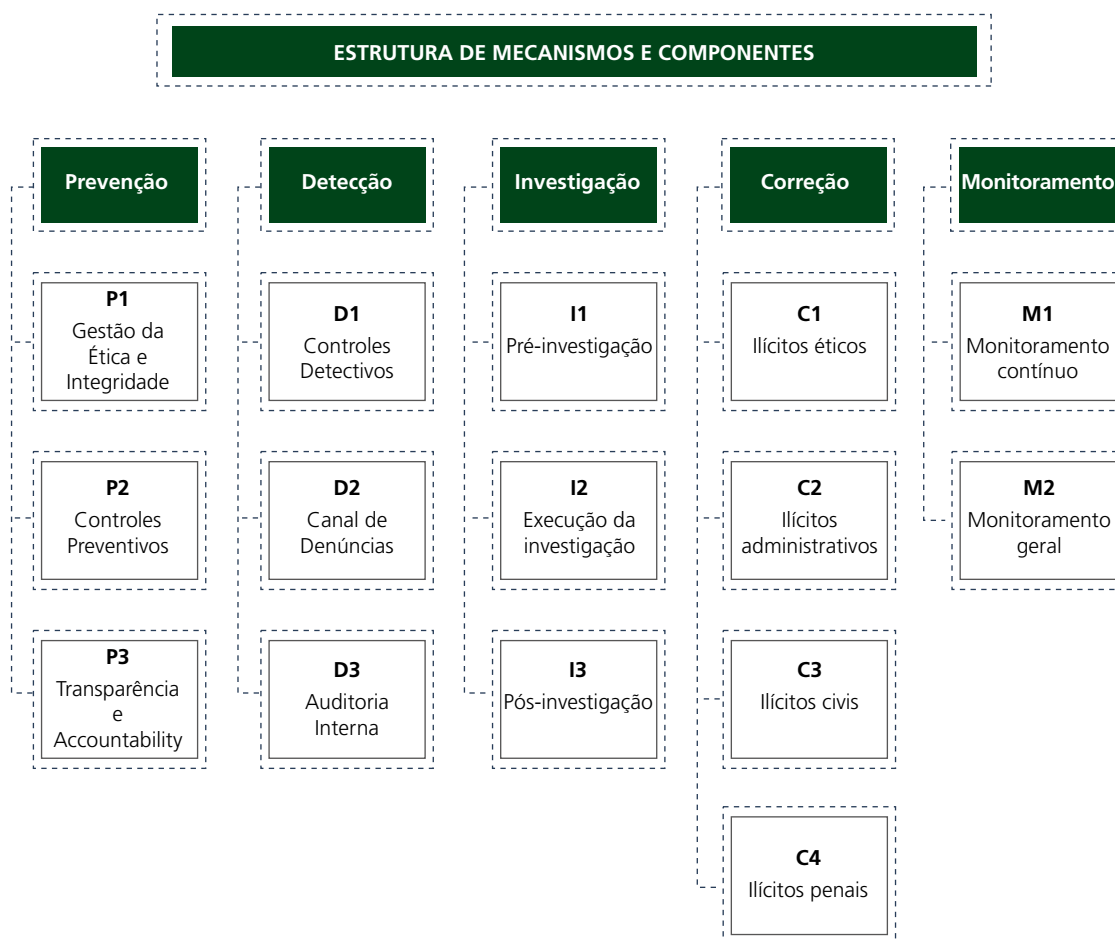 ESTRUTURA DE MECANISMOS E COMPONENTES
Prevenção
P1
Gestão da
Ética e
Integridade
P2
Controles
Preventivos
P3
Transparência
e
Accountability
Detecção
D1
Controles
Detectivos
D2
Canal de
Denúncias
D3
Auditoria
Interna
Investigação
I1
Pré-investigação
I2
Execução da
investigação
I3
Pós-investigação
Correção
C1
Ilícitos éticos
C2
Ilícitos
administrativos
C3
Ilícitos civis
C4
Ilícitos penais
Monitoramento
M1
Monitoramento
contínuo
M2
Monitoramento
geral